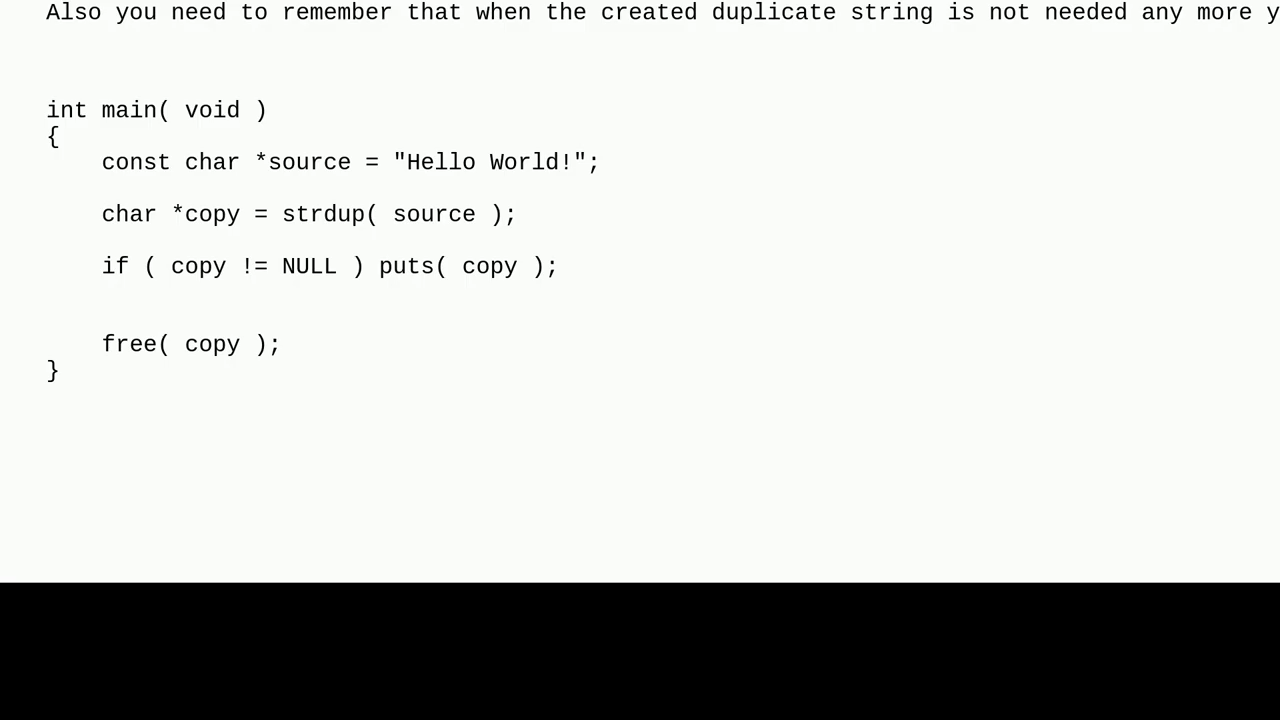 Also you need to remember that when the created duplicate string is not needed any more
int main( void )
{
    const char *source = "Hello World!";
    char *copy = strdup( source );
    if ( copy != NULL ) puts( copy );
    free( copy );
}